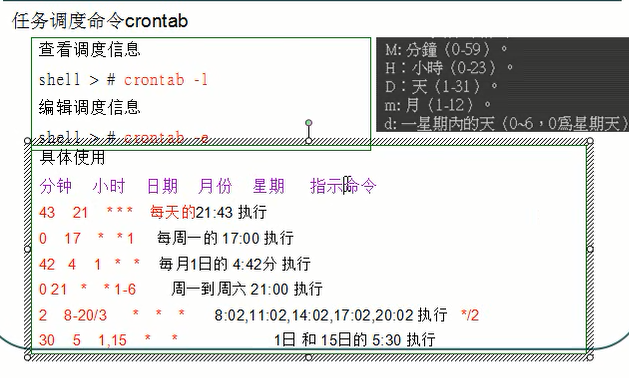 任务调度命令crontab
查看调度信息
shell > # crontab -l
编辑调度信息
shell > # crontab -e
M: 分鐘（0-59）。
H：小時（0-23）。
D：天（1-31）。
m: 月（1-12）。
d: 一星期內的天（0~6，0為星期天）
具体使用
分钟 小时 日期 月份 星期 指示命令
43 21 * * * 每天的21:43 执行
0 17 * * 1 每周一的 17:00 执行
42 4 1 * * 每月1日的 4:42分 执行
0 21 * * 1-6 周一到周六 21:00 执行
2 8-20/3 * * * 8:02,11:02,14:02,17:02,20:02 执行 */2
30 5 1,15 * * 1日 和 15日的 5:30 执行